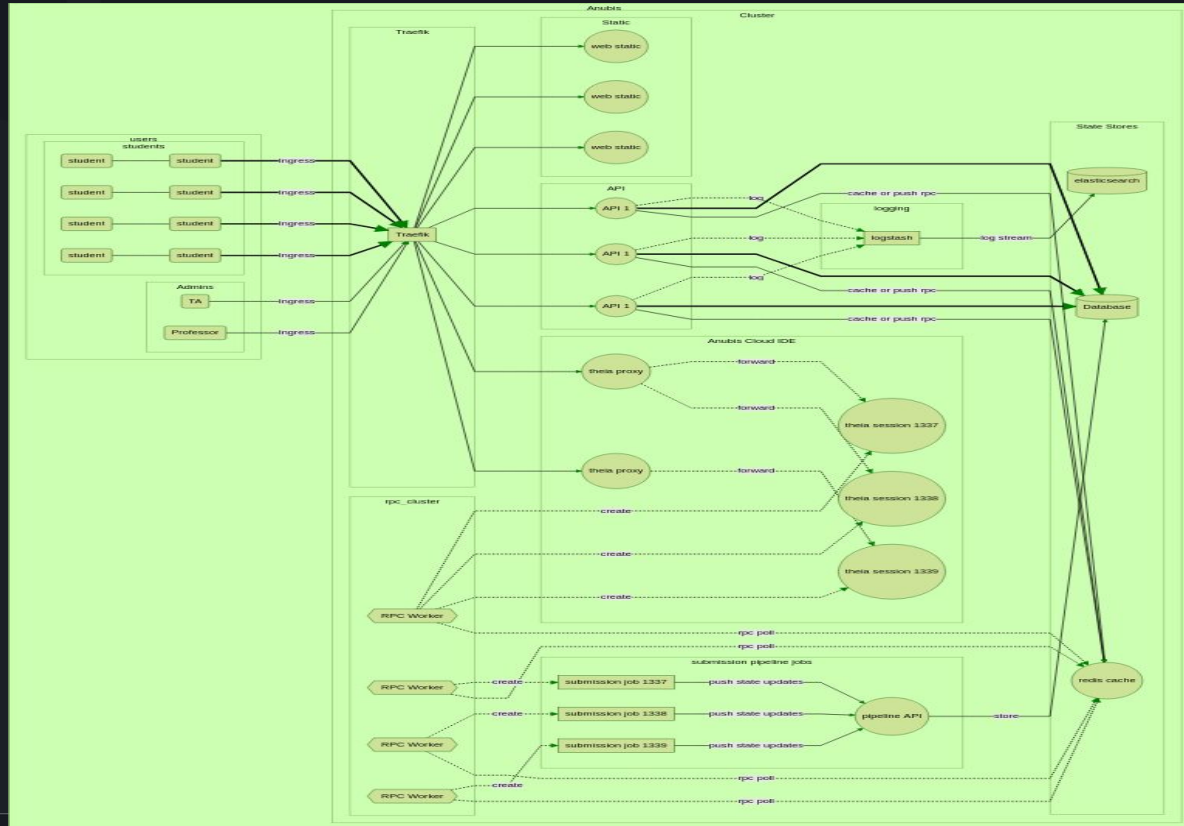 Anubis
Cluster
Traefik
Static
web static
web static
web static
State Stores
users
students
student
student
Ingress
student
student
Ingress
student
student
Ingress
student
student
Ingress
Admins
TA
Ingress
Professor
Ingress
Traefik
API
API 1
API 1
API 1
log
log
log
cache or push rpc
cache or push rpc
cache or push rpc
logging
logstash
log stream
elasticsearch
Database
Anubis Cloud IDE
theia proxy
theia proxy
forward
forward
forward
theia session 1337
theia session 1338
theia session 1339
rpc_cluster
create
create
create
RPC Worker
rpc poll
rpc poll
submission pipeline jobs
RPC Worker
create
submission job 1337
push state updates
RPC Worker
create
submission job 1338
push state updates
submission job 1339
push state updates
pipeline API
store
redis cache
rpc poll
RPC Worker
create
rpc poll